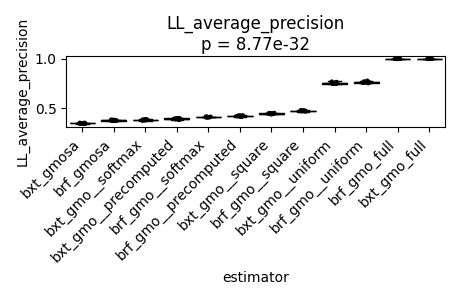 LL_average_precision
p = 8.77e-32
LL_average_precision
1.0
0.5
bxt_gmosa
brf_gmosa
bxt_gmo__softmax
bxt_gmo__precomputed
brf_gmo__softmax
brf_gmo__precomputed
bxt_gmo__square
brf_gmo__square
bxt_gmo__uniform
brf_gmo__uniform
brf_gmo_full
bxt_gmo_full
estimator